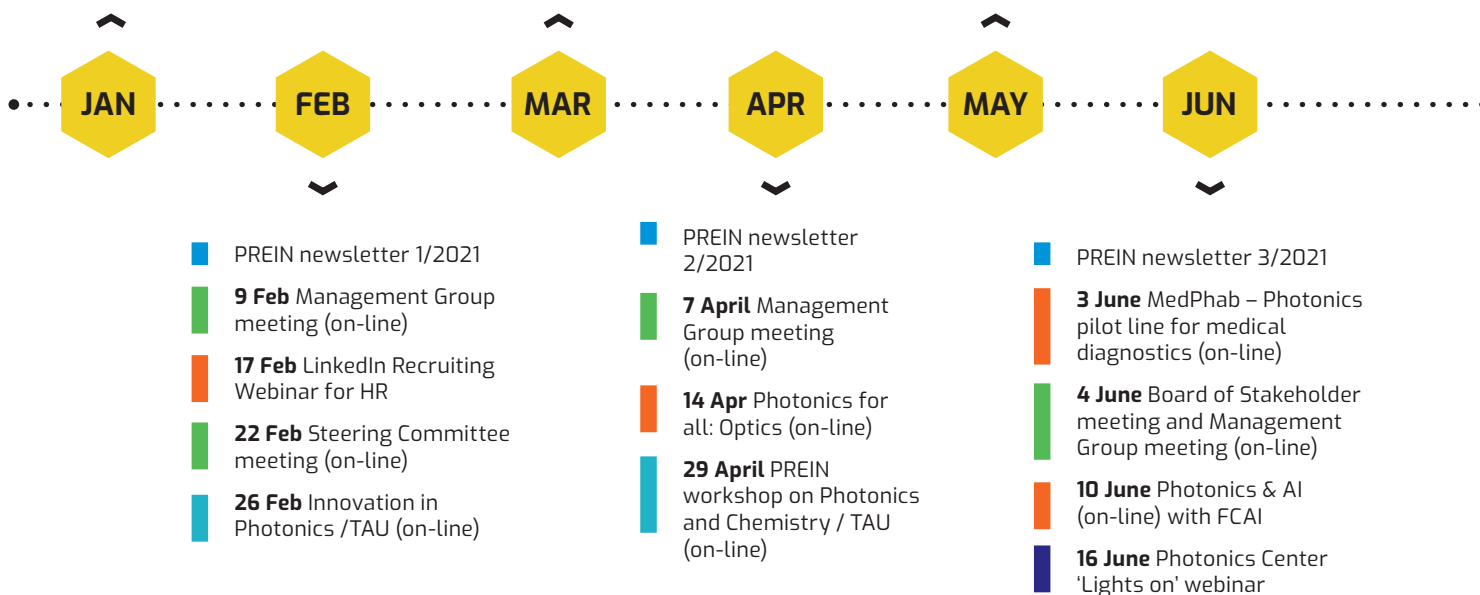 JAN
FEB
MAR
APR
MAY
JUN
PREIN newsletter 1/2021
9 Feb Management Group
meeting (on-line)
17 Feb LinkedIn Recruiting
Webinar for HR
22 Feb Steering Committee
meeting (on-line)
26 Feb Innovation in
Photonics /TAU (on-line)
PREIN newsletter
2/2021
7 April Management
Group meeting
(on-line)
14 Apr Photonics for
all: Optics (on-line)
29 April PREIN
workshop on Photonics
and Chemistry / TAU
(on-line)
PREIN newsletter 3/2021
3 June MedPhab – Photonics
pilot line for medical
diagnostics (on-line)
4 June Board of Stakeholder
meeting and Management
Group meeting (on-line)
10 June Photonics & AI
(on-line) with FCAI
16 June Photonics Center
‘Lights on’ webinar